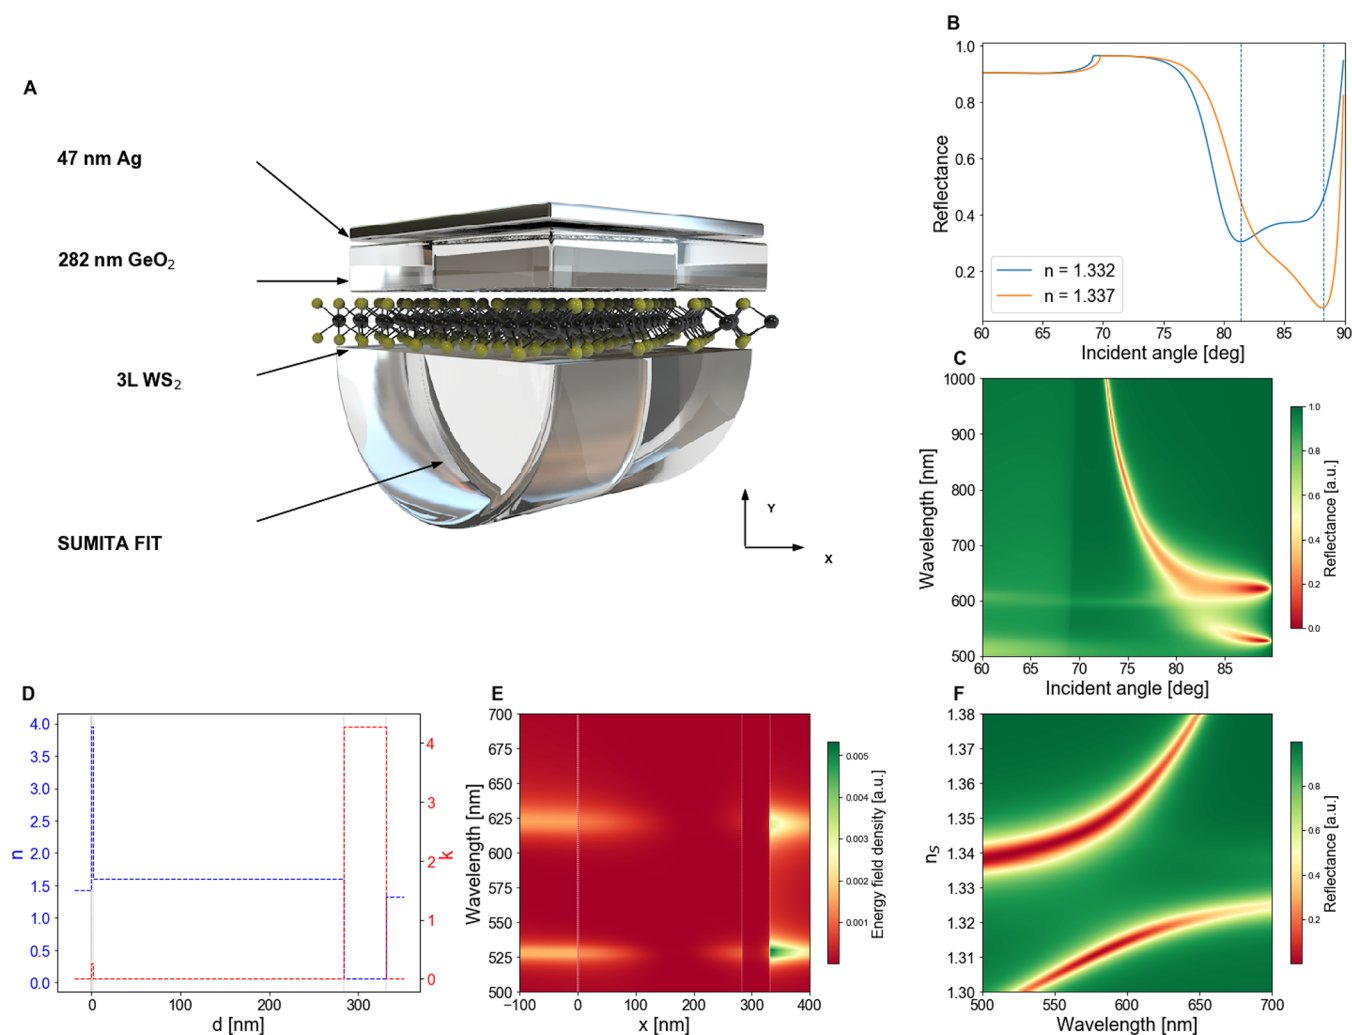 A
47 nm Ag
282 nm GeO₂
3L WS₂
SUMITA FIT
Y
X
B
Reflectance
1.0
0.8
0.6
0.4
0.2
n = 1.332
n = 1.337
60 65 70 75 80 85 90
Incident angle [deg]
C
Wavelength [nm]
1000
900
800
700
600
500
60 65 70 75 80 85
Incident angle [deg]
1.0
0.8
0.6
0.4
0.2
0.0
Reflectance [a.u.]
D
n
4.0
3.5
3.0
2.5
2.0
1.5
1.0
0.5
0.0
0 100 200 300
d [nm]
4
3
2
1
0
k
E
Wavelength [nm]
700
675
650
625
600
575
550
525
500
−100 0 100 200 300 400
x [nm]
0.005
0.004
0.003
0.002
0.001
Energy field density [a.u.]
F
nS
1.38
1.37
1.36
1.35
1.34
1.33
1.32
1.31
1.30
500 550 600 650 700
Wavelength [nm]
0.8
0.6
0.4
0.2
Reflectance [a.u.]